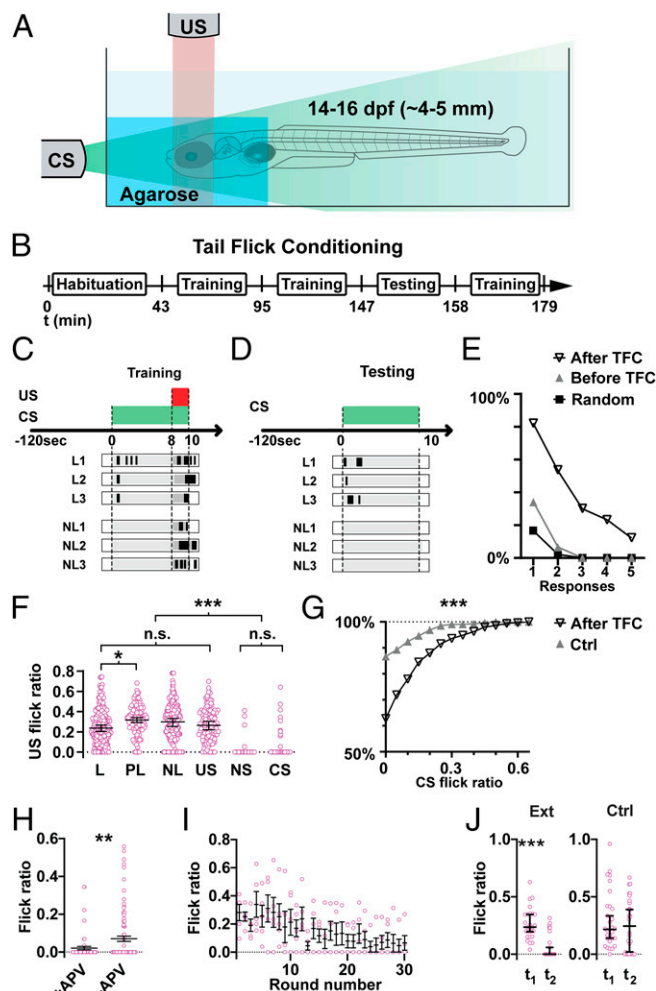 A
US
14-16 dpf (~4-5 mm)
CS
Agarose
B
Tail Flick Conditioning
Habituation Training Training Testing Training
0 43 95 147 158 179
t (min)
C
Training
US
CS
-120sec 0 8 10
L1
L2
L3
NL1
NL2
NL3
D
Testing
CS
-120sec 0 10
L1
L2
L3
NL1
NL2
NL3
E
After TFC
Before TFC
Random
100%
0%
1 2 3 4 5
Responses
F
***
n.s. n.s.
*
US flick ratio
0.8
0.6
0.4
0.2
0.0
L PL NL US NS CS
G
***
After TFC
Ctrl
100%
50%
0 0.3 0.6
CS flick ratio
H
**
Flick ratio
0.6
0.4
0.2
0.0
APV
I
Flick ratio
0.8
0.6
0.4
0.2
0.0
10 20 30
Round number
J
Ext Ctrl
***
Flick ratio
1.0
0.5
0.0
t1 t2
1.0
0.5
0.0
t1 t2